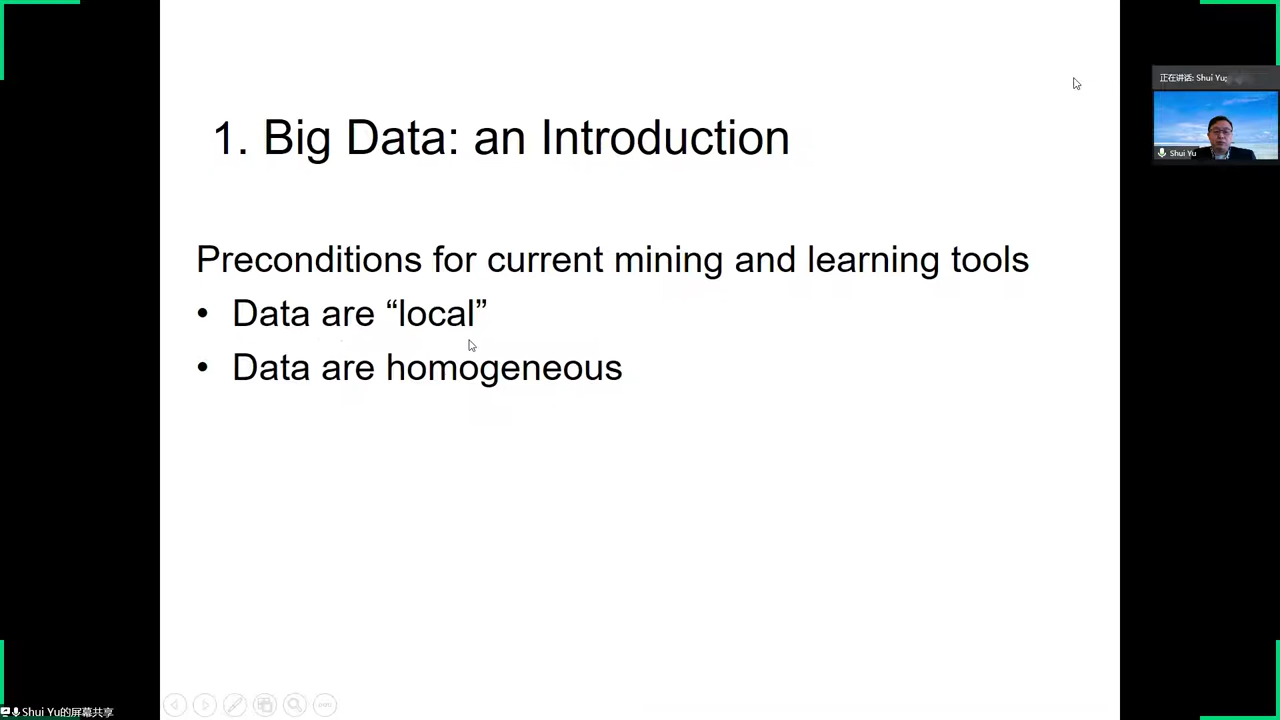 1. Big Data: an Introduction
正在讲话: Shui Yu;
Shui Yu
Preconditions for current mining and learning tools
• Data are “local”
• Data are homogeneous
Shui Yu的屏幕共享